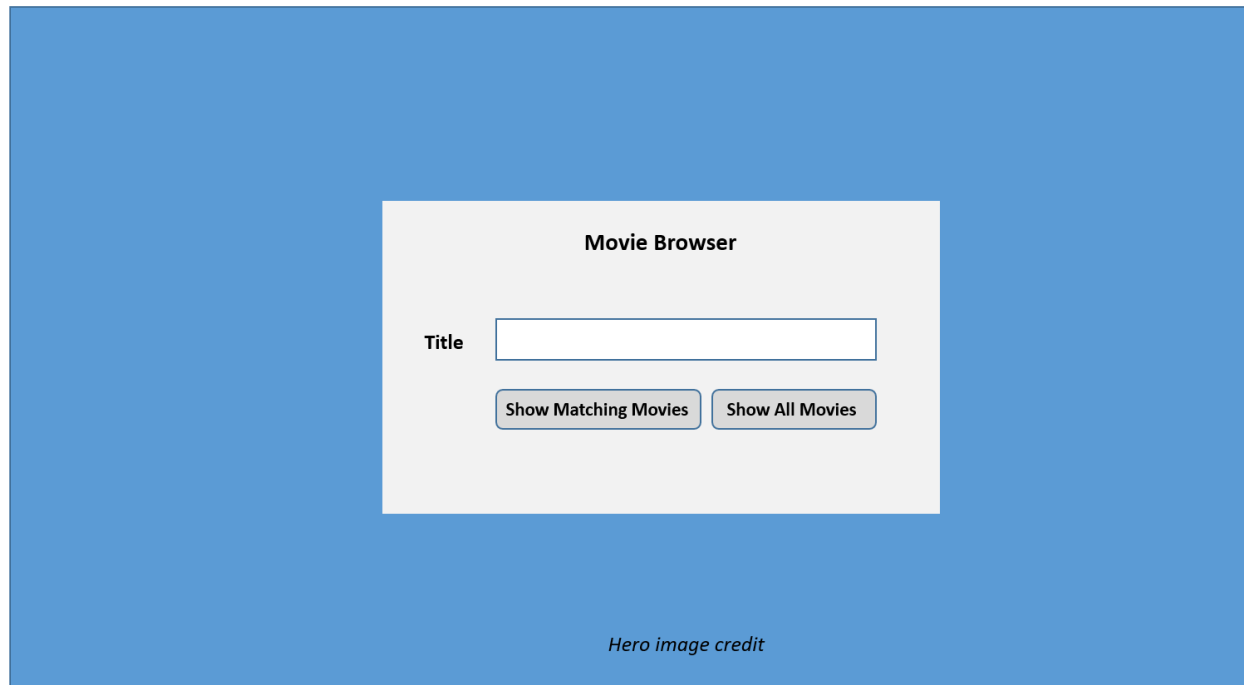 Movie Browser
Title
Show Matching Movies
Show All Movies
Hero image credit